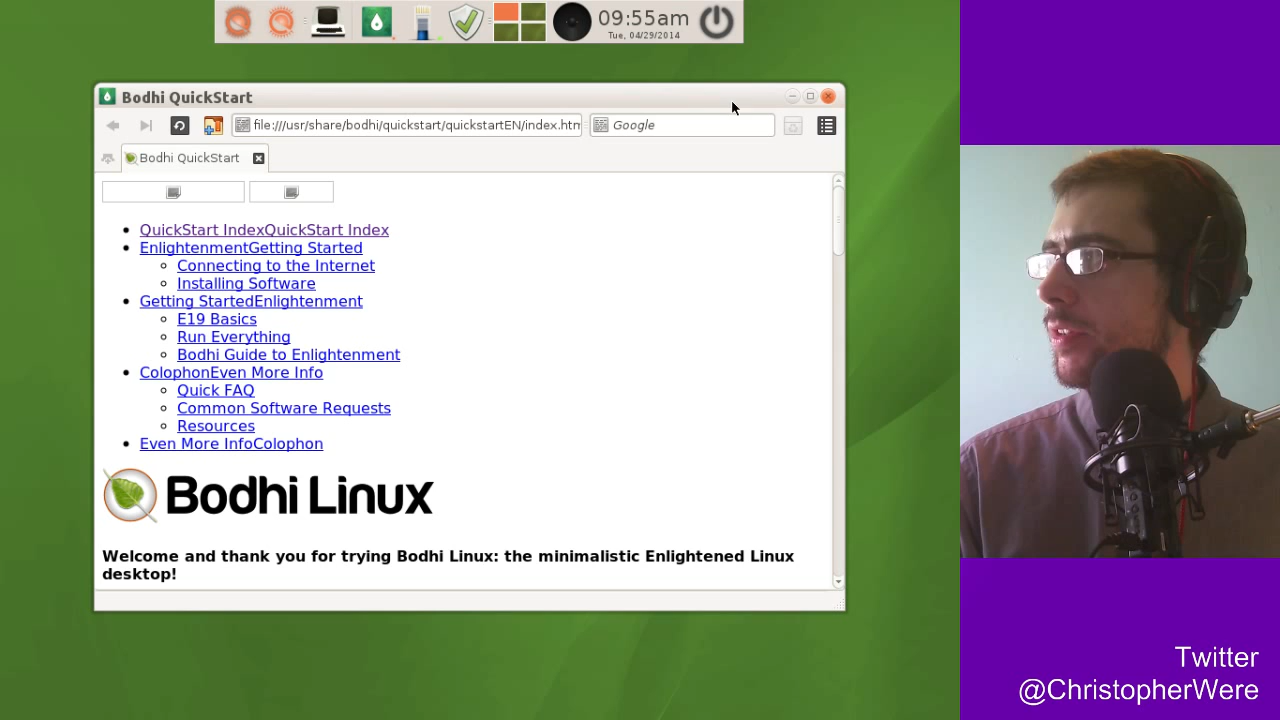 09:55am
Tue, 04/29/2014
Bodhi QuickStart
file:///usr/share/bodhi/quickstart/quickstartEN/index.htm
Google
Bodhi QuickStart
QuickStart IndexQuickStart Index
EnlightenmentGetting Started
Connecting to the Internet
Installing Software
Getting StartedEnlightenment
E19 Basics
Run Everything
Bodhi Guide to Enlightenment
ColophonEven More Info
Quick FAQ
Common Software Requests
Resources
Even More InfoColophon
Bodhi Linux
Welcome and thank you for trying Bodhi Linux: the minimalistic Enlightened Linux
desktop!
Twitter
@ChristopherWere